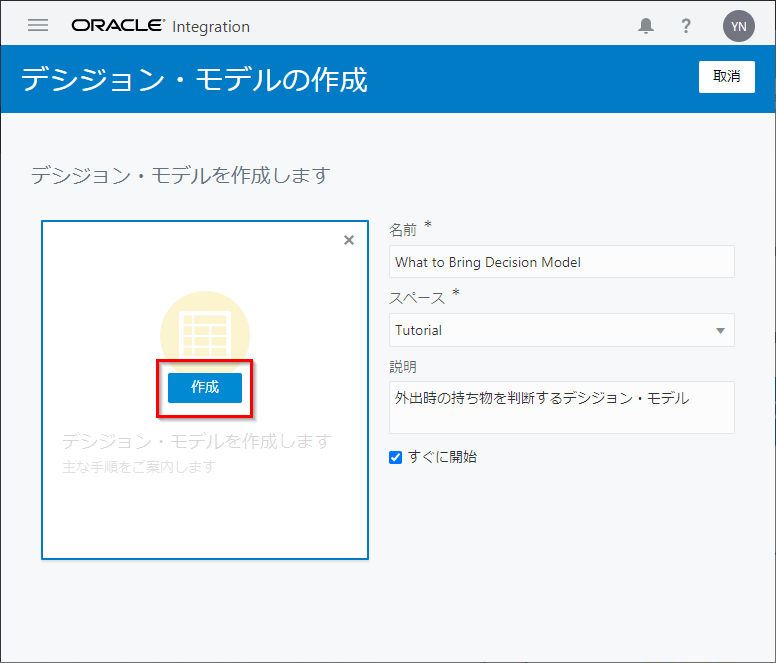 ORACLE Integration
? YN
デシジョン・モデルの作成
取消
デシジョン・モデルを作成します
作成
デシジョン・モデルを作成します
主な手順をご案内します
名前 *
What to Bring Decision Model
スペース *
Tutorial
説明
外出時の持ち物を判断するデシジョン・モデル
すぐに開始